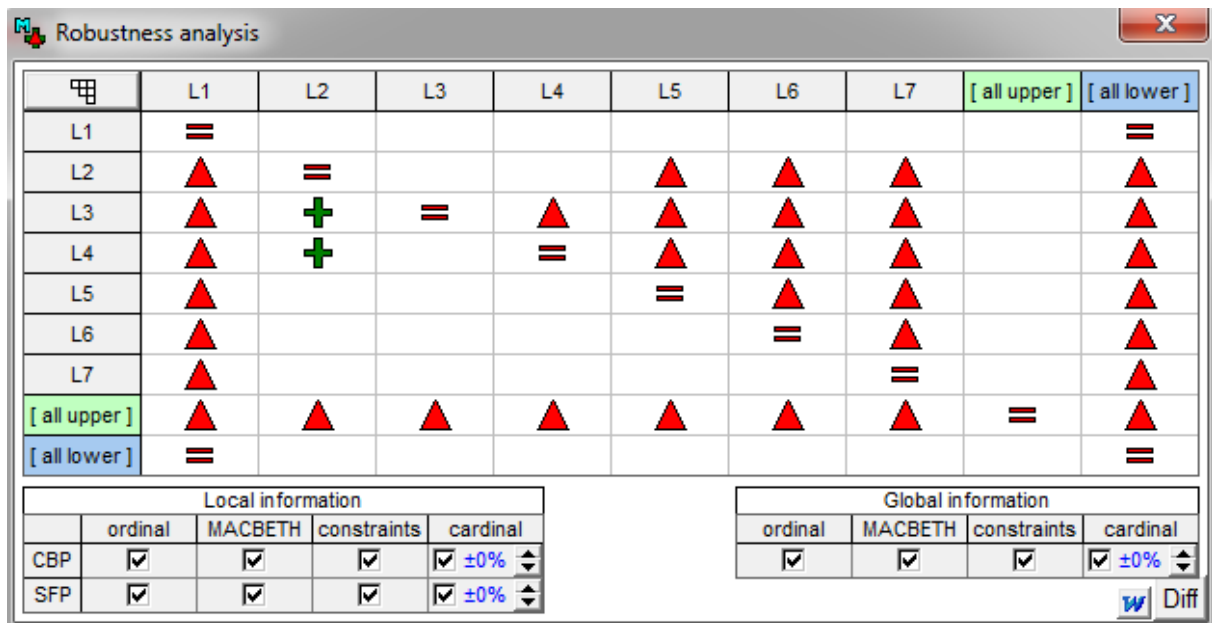 Robustness analysis
L1 L2 L3 L4 L5 L6 L7 [ all upper ] [ all lower ]
L1
L2
L3
L4
L5
L6
L7
[ all upper ]
[ all lower ]
Local information
ordinal MACBETH constraints cardinal
CBP ±0%
SFP ±0%
Global information
ordinal MACBETH constraints cardinal
±0%
W Diff